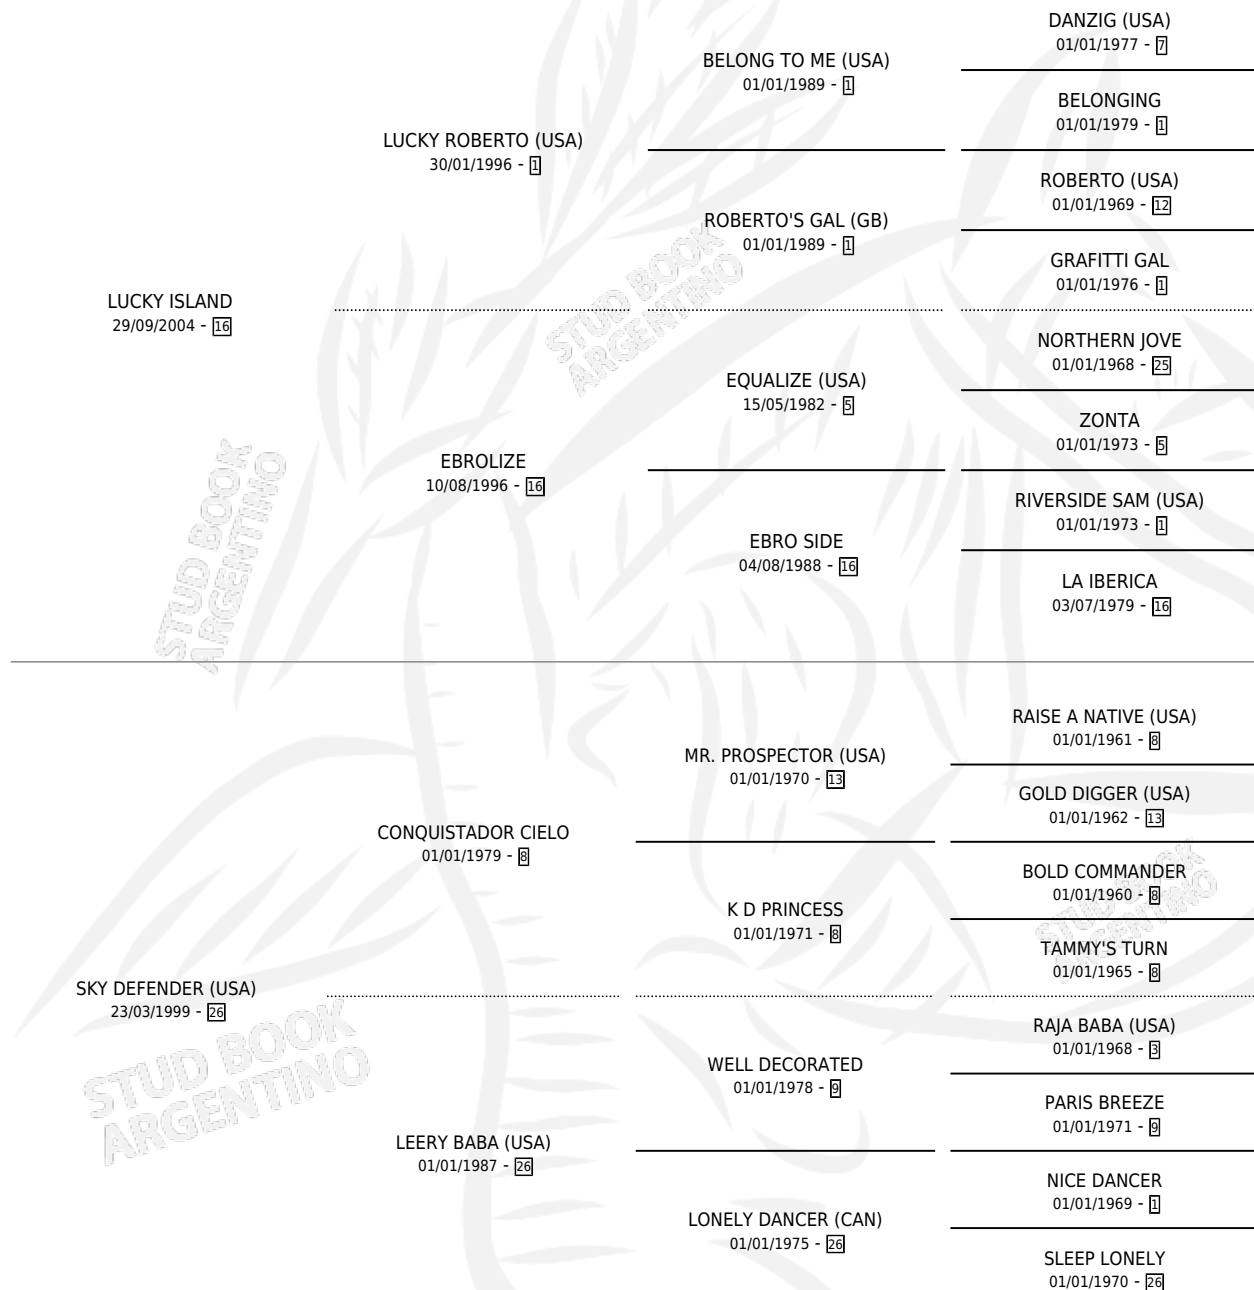 DANZIG (USA)
01/01/1977 - 7
BELONG TO ME (USA)
01/01/1989 - 1
BELONGING
01/01/1979 - 1
LUCKY ROBERTO (USA)
30/01/1996 - 1
ROBERTO (USA)
01/01/1969 - 12
ROBERTO'S GAL (GB)
01/01/1989 - 1
GRAFITTI GAL
01/01/1976 - 1
LUCKY ISLAND
29/09/2004 - 16
NORTHERN JOVE
01/01/1968 - 25
EQUALIZE (USA)
15/05/1982 - 5
ZONTA
01/01/1973 - 5
EBROLIZE
10/08/1996 - 16
RIVERSIDE SAM (USA)
01/01/1973 - 1
EBRO SIDE
04/08/1988 - 16
LA IBERICA
03/07/1979 - 16
RAISE A NATIVE (USA)
01/01/1961 - 8
MR. PROSPECTOR (USA)
01/01/1970 - 13
GOLD DIGGER (USA)
01/01/1962 - 13
CONQUISTADOR CIELO
01/01/1979 - 8
BOLD COMMANDER
01/01/1960 - 8
K D PRINCESS
01/01/1971 - 8
TAMMY'S TURN
01/01/1965 - 8
SKY DEFENDER (USA)
23/03/1999 - 26
RAJA BABA (USA)
01/01/1968 - 3
WELL DECORATED
01/01/1978 - 9
PARIS BREEZE
01/01/1971 - 9
LEERY BABA (USA)
01/01/1987 - 26
NICE DANCER
01/01/1969 - 1
LONELY DANCER (CAN)
01/01/1975 - 26
SLEEP LONELY
01/01/1970 - 26
STUD BOOK
ARGENTINO
STUD BOOK
ARGENTINO
STUD BOOK
ARGENTINO
STUD BOOK
ARGENTINO